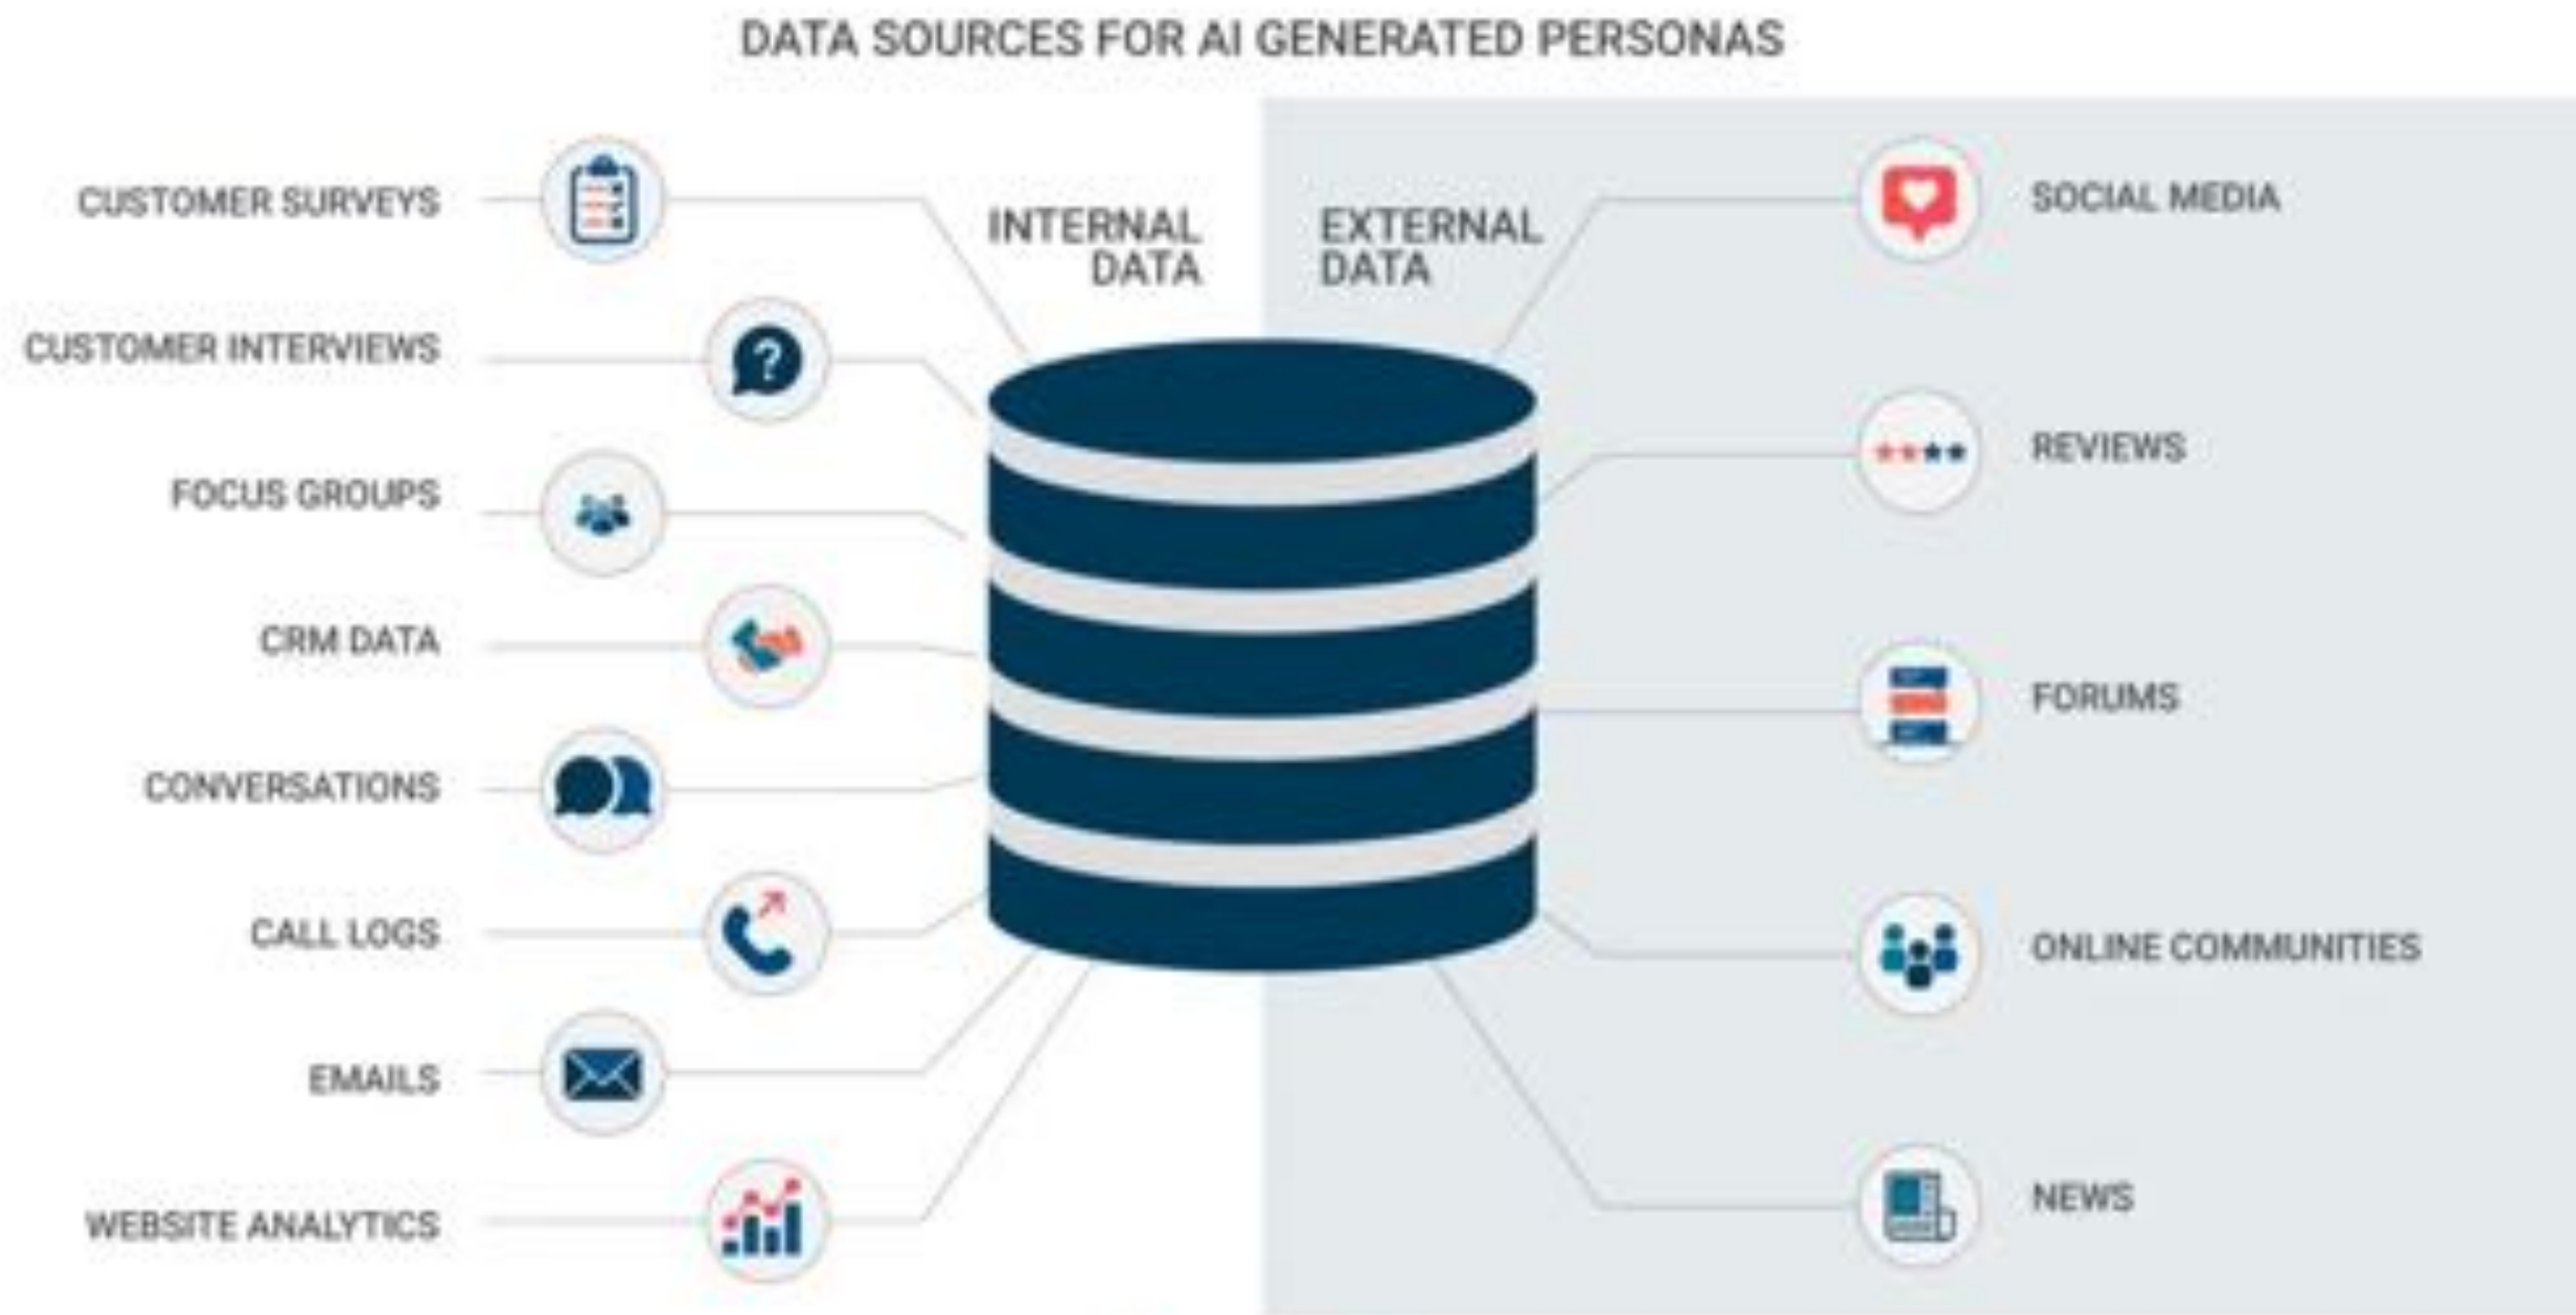 DATA SOURCES FOR AI GENERATED PERSONAS
INTERNAL
DATA
CUSTOMER SURVEYS
CUSTOMER INTERVIEWS
FOCUS GROUPS
CRM DATA
CONVERSATIONS
CALL LOGS
EMAILS
WEBSITE ANALYTICS
EXTERNAL
DATA
SOCIAL MEDIA
REVIEWS
FORUMS
ONLINE COMMUNITIES
NEWS